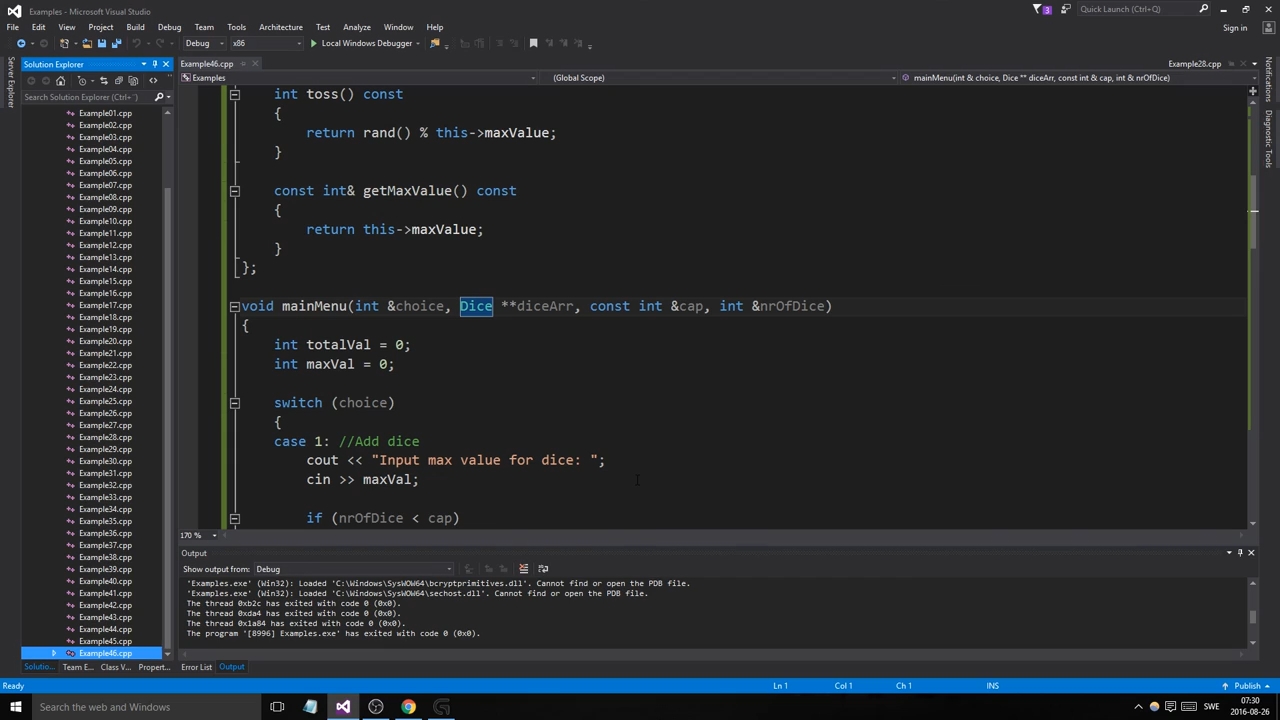 Examples - Microsoft Visual Studio
3
Quick Launch (Ctrl+Q)
File Edit View Project Build Debug Team Tools Architecture Test Analyze Window Help
Sign in
Debug x86 Local Windows Debugger
Server Explorer
Solution Explorer
Example46.cpp
Example28.cpp
Notifications
Diagnostic Tools
Examples (Global Scope) mainMenu(int & choice, Dice ** diceArr, const int & cap, int & nrOfDice)
Search Solution Explorer (Ctrl+¨)
Example01.cpp
Example02.cpp
Example03.cpp
Example04.cpp
Example05.cpp
Example06.cpp
Example07.cpp
Example08.cpp
Example09.cpp
Example10.cpp
Example11.cpp
Example12.cpp
Example13.cpp
Example14.cpp
Example15.cpp
Example16.cpp
Example17.cpp
Example18.cpp
Example19.cpp
Example20.cpp
Example21.cpp
Example22.cpp
Example23.cpp
Example24.cpp
Example25.cpp
Example26.cpp
Example27.cpp
Example28.cpp
Example29.cpp
Example30.cpp
Example31.cpp
Example32.cpp
Example33.cpp
Example34.cpp
Example35.cpp
Example36.cpp
Example37.cpp
Example38.cpp
Example39.cpp
Example40.cpp
Example41.cpp
Example42.cpp
Example43.cpp
Example44.cpp
Example45.cpp
Example46.cpp
Solutio... Team E... Class V... Propert...
int toss() const
{
return rand() % this->maxValue;
}
const int& getMaxValue() const
{
return this->maxValue;
}
};
void mainMenu(int &choice, Dice **diceArr, const int &cap, int &nrOfDice)
{
int totalVal = 0;
int maxVal = 0;
switch (choice)
{
case 1: //Add dice
cout << "Input max value for dice: ";
cin >> maxVal;
if (nrOfDice < cap)
170 %
Output
Show output from: Debug
'Examples.exe' (Win32): Loaded 'C:\Windows\SysWOW64\bcryptprimitives.dll'. Cannot find or open the PDB file.
'Examples.exe' (Win32): Loaded 'C:\Windows\SysWOW64\sechost.dll'. Cannot find or open the PDB file.
The thread 0xb2c has exited with code 0 (0x0).
The thread 0xda4 has exited with code 0 (0x0).
The thread 0x1a84 has exited with code 0 (0x0).
The program '[8996] Examples.exe' has exited with code 0 (0x0).
Error List Output
Ready Ln 1 Col 1 Ch 1 INS Publish
Search the web and Windows
SWE
07:30
2016-08-26